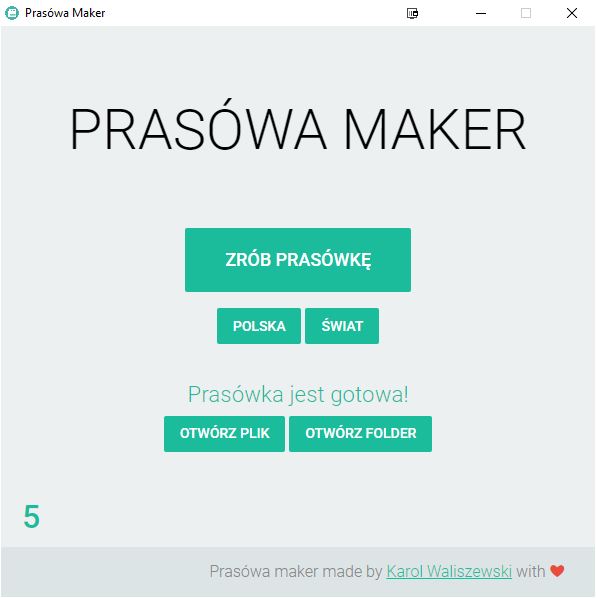 Prasówa Maker
PRASÓWA MAKER
ZRÓB PRASÓWKĘ
POLSKA ŚWIAT
Prasówka jest gotowa!
OTWÓRZ PLIK OTWÓRZ FOLDER
5
Prasówa maker made by Karol Waliszewski with ❤